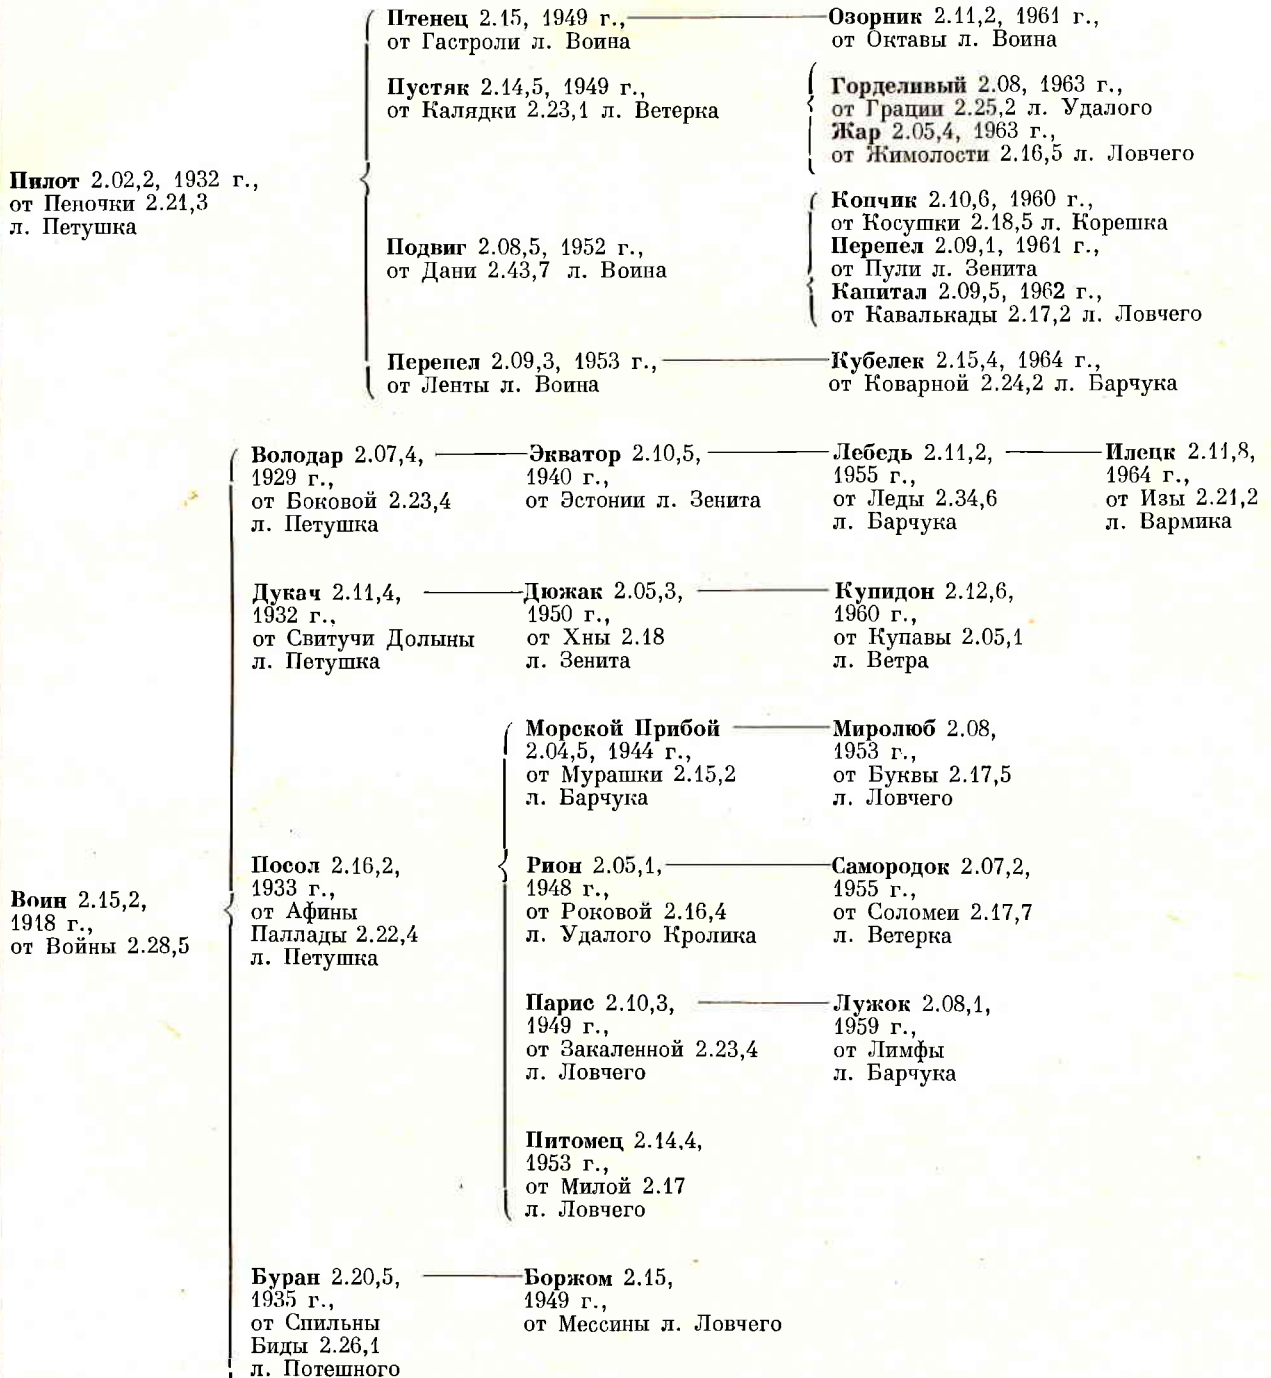 Птенец 2.15, 1949 г.,
от Гастроли л. Воина
Озорник 2.11,2, 1961 г.,
от Октавы л. Воина
Пустяк 2.14,5, 1949 г.,
от Калядки 2.23,1 л. Ветерка
Горделивый 2.08, 1963 г.,
от Грации 2.25,2 л. Удалого
Жар 2.05,4, 1963 г.,
от Жимолости 2.16,5 л. Ловчего
Пилот 2.02,2, 1932 г.,
от Пеночки 2.21,3
л. Петушка
Подвиг 2.08,5, 1952 г.,
от Дани 2.43,7 л. Воина
Копчик 2.10,6, 1960 г.,
от Косушки 2.18,5 л. Корешка
Перепел 2.09,1, 1961 г.,
от Пули л. Зенита
Капитал 2.09,5, 1962 г.,
от Кавалькады 2.17,2 л. Ловчего
Перепел 2.09,3, 1953 г.,
от Ленты л. Воина
Кубелек 2.15,4, 1964 г.,
от Коварной 2.24,2 л. Барчука
Володар 2.07,4,
1929 г.,
от Боковой 2.23,4
л. Петушка
Экватор 2.10,5,
1940 г.,
от Эстонии л. Зенита
Лебедь 2.11,2,
1955 г.,
от Леды 2.34,6
л. Барчука
Илецк 2.11,8,
1964 г.,
от Изы 2.21,2
л. Вармика
Дукач 2.11,4,
1932 г.,
от Свитучи Долыны
л. Петушка
Дюжак 2.05,3,
1950 г.,
от Хны 2.18
л. Зенита
Купидон 2.12,6,
1960 г.,
от Купавы 2.05,1
л. Ветра
Морской Прибой
2.04,5, 1944 г.,
от Мурашки 2.15,2
л. Барчука
Миролюб 2.08,
1953 г.,
от Буквы 2.17,5
л. Ловчего
Воин 2.15,2,
1918 г.,
от Войны 2.28,5
Посол 2.16,2,
1933 г.,
от Афины
Паллады 2.22,4
л. Петушка
Рион 2.05,1,
1948 г.,
от Роковой 2.16,4
л. Удалого Кролика
Самородок 2.07,2,
1955 г.,
от Соломеи 2.17,7
л. Ветерка
Парис 2.10,3,
1949 г.,
от Закаленной 2.23,4
л. Ловчего
Лужок 2.08,1,
1959 г.,
от Лимфы
л. Барчука
Питомец 2.14,4,
1953 г.,
от Милой 2.17
л. Ловчего
Буран 2.20,5,
1935 г.,
от Спильны
Биды 2.26,1
л. Потешного
Боржом 2.15,
1949 г.,
от Мессины л. Ловчего